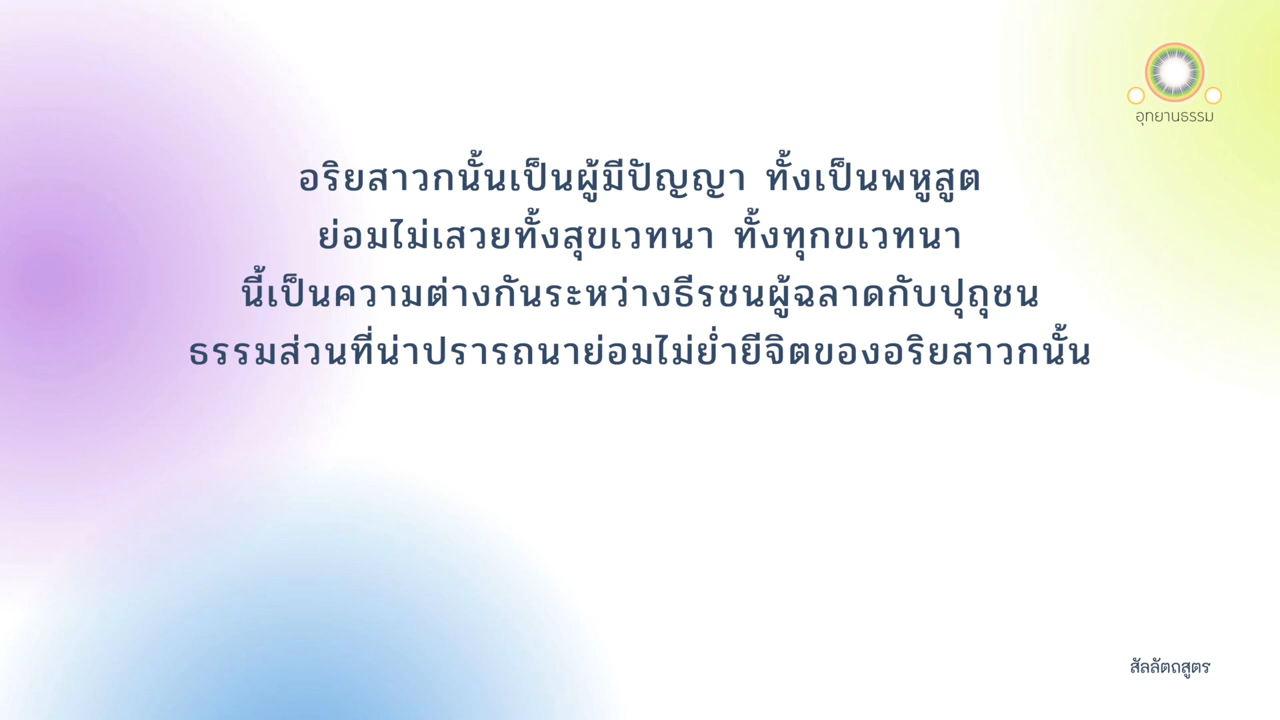 อุทยานธรรม
อริยสาวกนั้นเป็นผู้มีปัญญา ทั้งเป็นพหูสูต
ย่อมไม่เสวยทั้งสุขเวทนา ทั้งทุกขเวทนา
นี้เป็นความต่างกันระหว่างธีรชนผู้ฉลาดกับปุถุชน
ธรรมส่วนที่น่าปรารถนาย่อมไม่ย่ำยีจิตของอริยสาวกนั้น
สัลลัตถสูตร